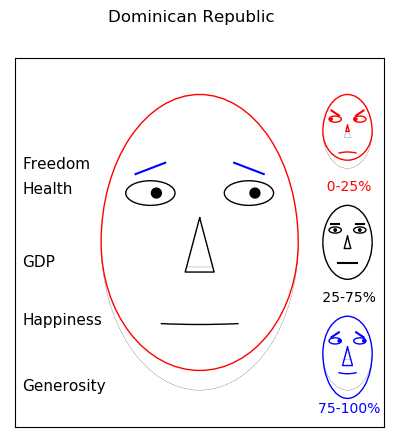 Dominican Republic
Freedom
Health
GDP
Happiness
Generosity
0-25%
25-75%
75-100%